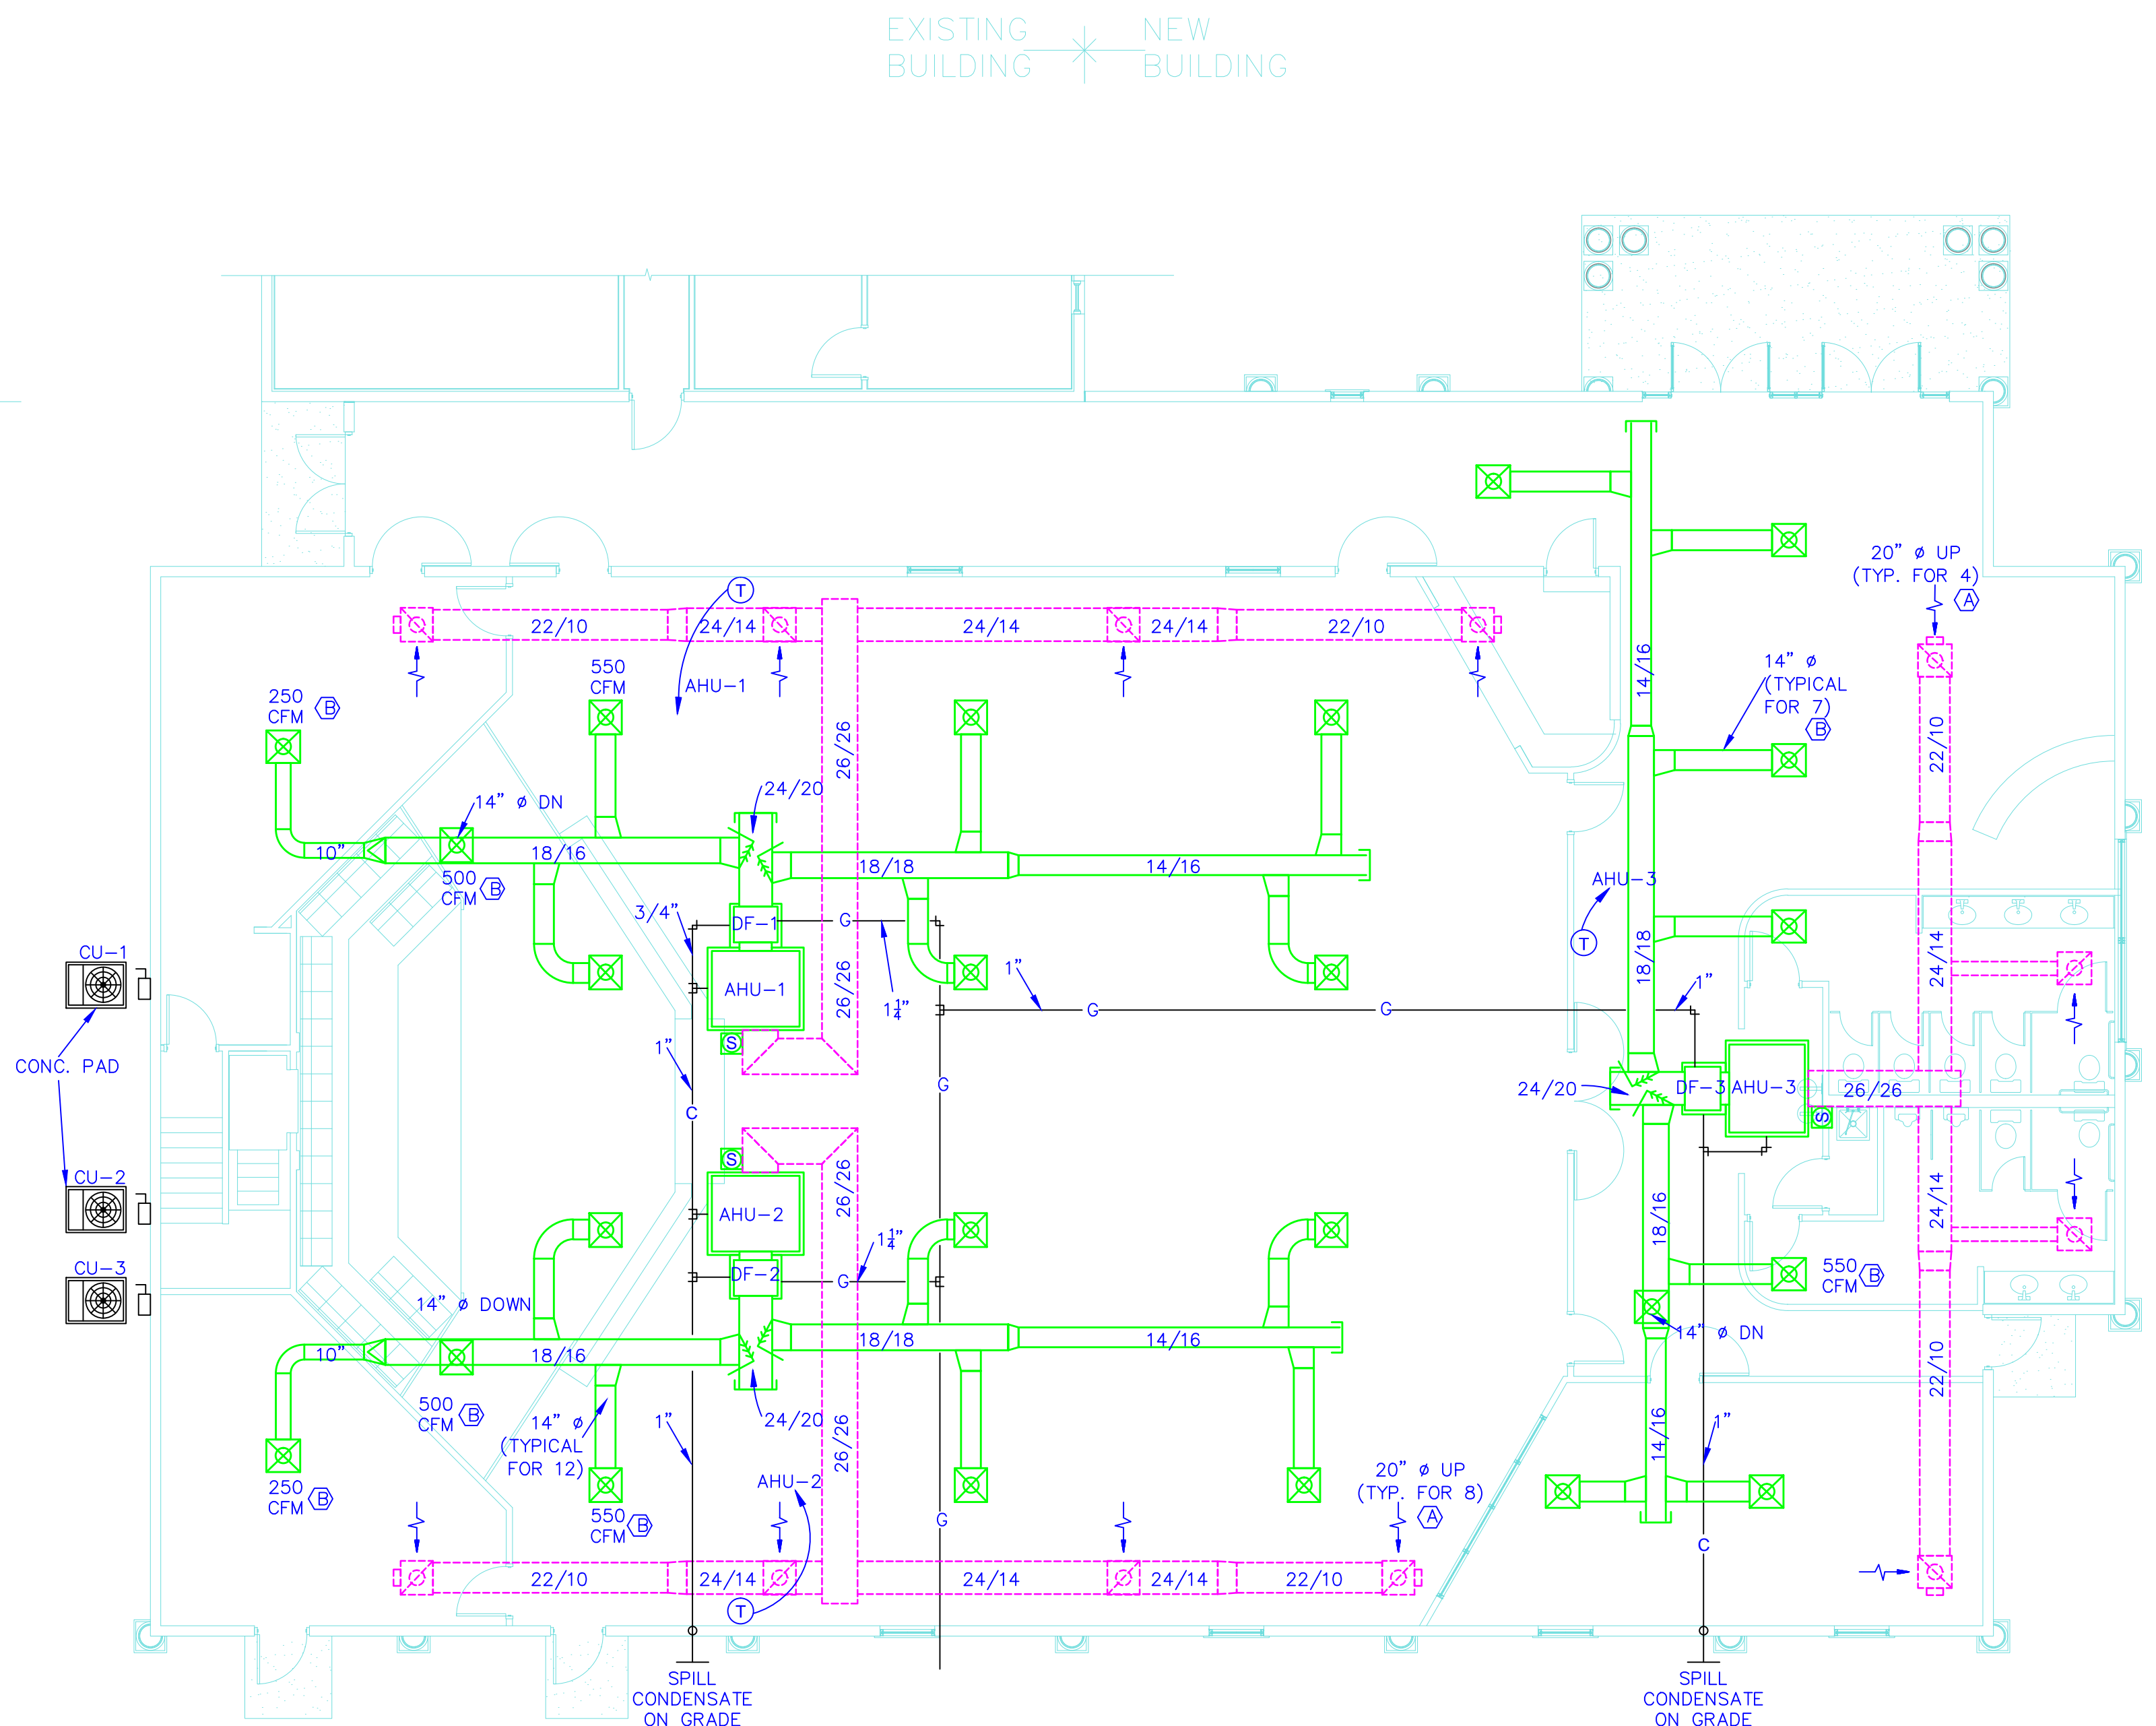 EXISTING
BUILDING
NEW
BUILDING
20" ø UP
(TYP. FOR 4)
A
T
22/10
24/14
24/14
24/14
22/10
550
CFM
AHU-1
250
CFM
B
14/16
14" ø
(TYPICAL
FOR 7)
B
22/10
26/26
24/20
14" ø DN
10"
18/16
18/18
14/16
500
CFM
B
AHU-3
T
3/4"
DF-1
G
18/18
24/14
CU-1
AHU-1
26/26
1¼"
1"
G
G
1"
CONC. PAD
1"
S
G
C
24/20
DF-3
AHU-3
26/26
S
CU-2
S
AHU-2
26/26
18/16
24/14
1¼"
CU-3
DF-2
G
550
CFM
B
14" ø DOWN
14" ø DN
10"
18/16
18/18
14/16
22/10
500
CFM
B
14" ø
(TYPICAL
FOR 12)
1"
24/20
26/26
14/16
1"
250
CFM
B
550
CFM
B
AHU-2
G
20" ø UP
(TYP. FOR 8)
A
C
22/10
24/14
24/14
24/14
22/10
T
SPILL
CONDENSATE
ON GRADE
SPILL
CONDENSATE
ON GRADE